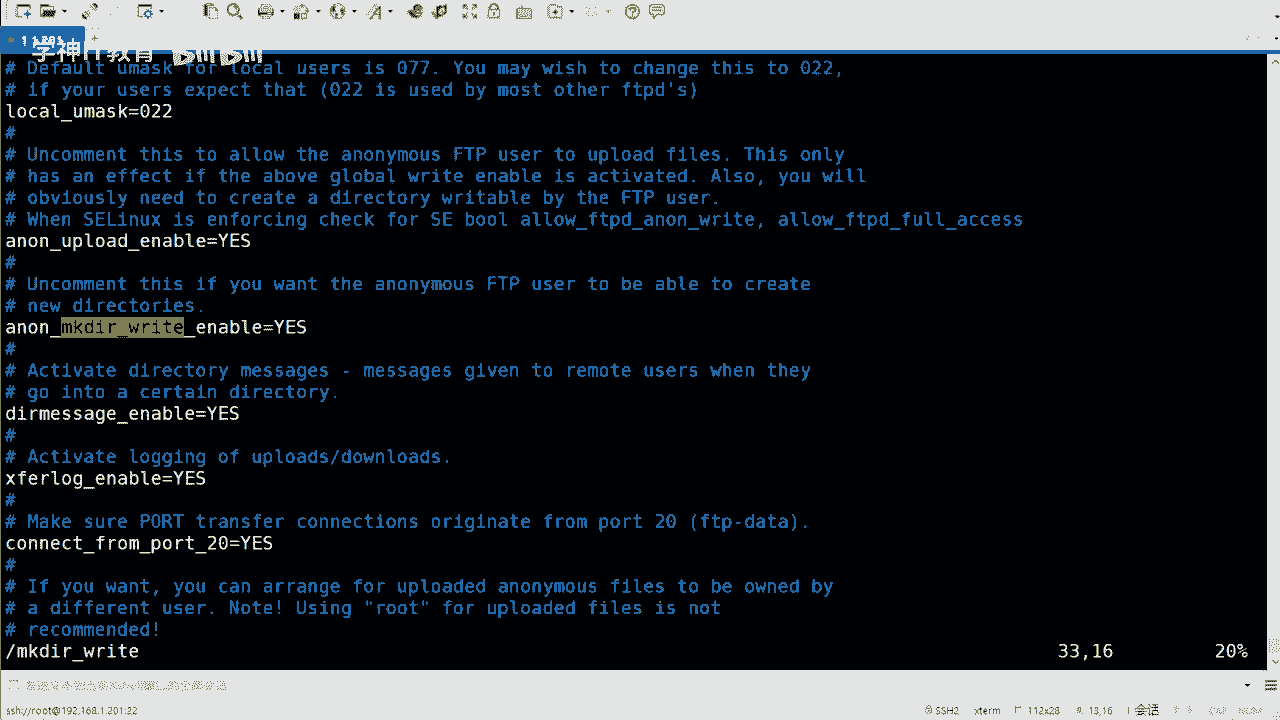 学神IT教育 bilibili
# Default umask for local users is 077. You may wish to change this to 022,
# if your users expect that (022 is used by most other ftpd's)
local_umask=022
#
# Uncomment this to allow the anonymous FTP user to upload files. This only
# has an effect if the above global write enable is activated. Also, you will
# obviously need to create a directory writable by the FTP user.
# When SELinux is enforcing check for SE bool allow_ftpd_anon_write, allow_ftpd_full_access
anon_upload_enable=YES
#
# Uncomment this if you want the anonymous FTP user to be able to create
# new directories.
anon_mkdir_write_enable=YES
#
# Activate directory messages - messages given to remote users when they
# go into a certain directory.
dirmessage_enable=YES
#
# Activate logging of uploads/downloads.
xferlog_enable=YES
#
# Make sure PORT transfer connections originate from port 20 (ftp-data).
connect_from_port_20=YES
#
# If you want, you can arrange for uploaded anonymous files to be owned by
# a different user. Note! Using "root" for uploaded files is not
# recommended!
/mkdir_write 33,16 20%
ssh://root@192.168.1.201:22 SSH2 xterm 112x28 13,16 1 会话